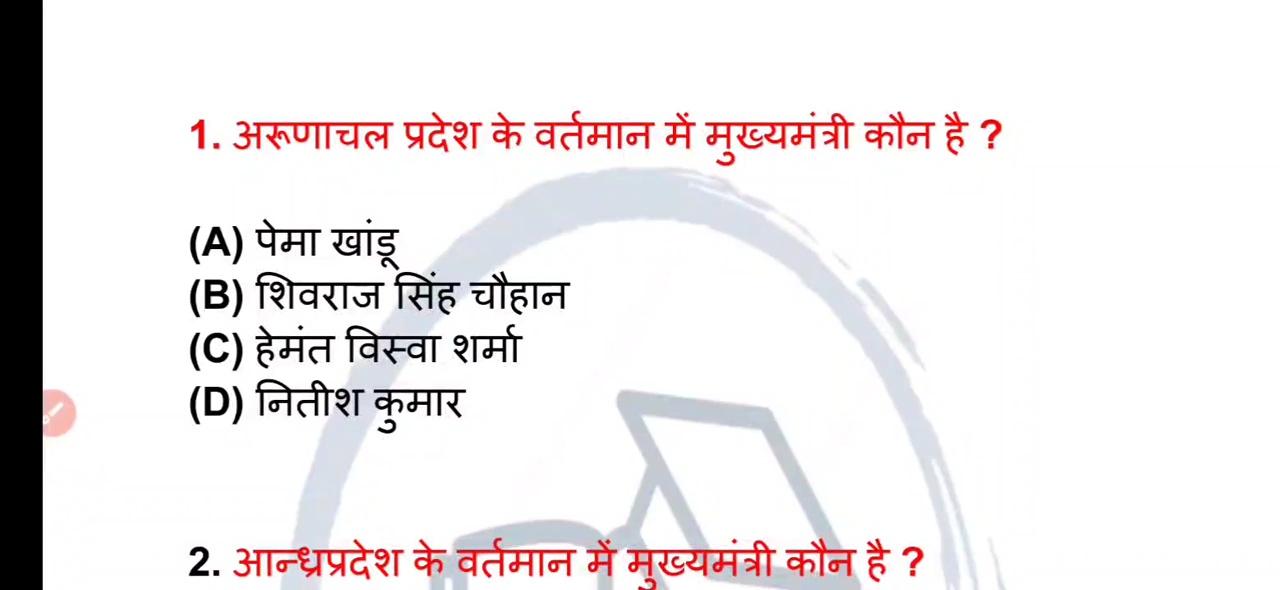 1. अरूणाचल प्रदेश के वर्तमान में मुख्यमंत्री कौन है ?
(A) पेमा खांडू
(B) शिवराज सिंह चौहान
(C) हेमंत विस्वा शर्मा
(D) नितीश कुमार
2. आन्ध्रप्रदेश के वर्तमान में मुख्यमंत्री कौन है ?